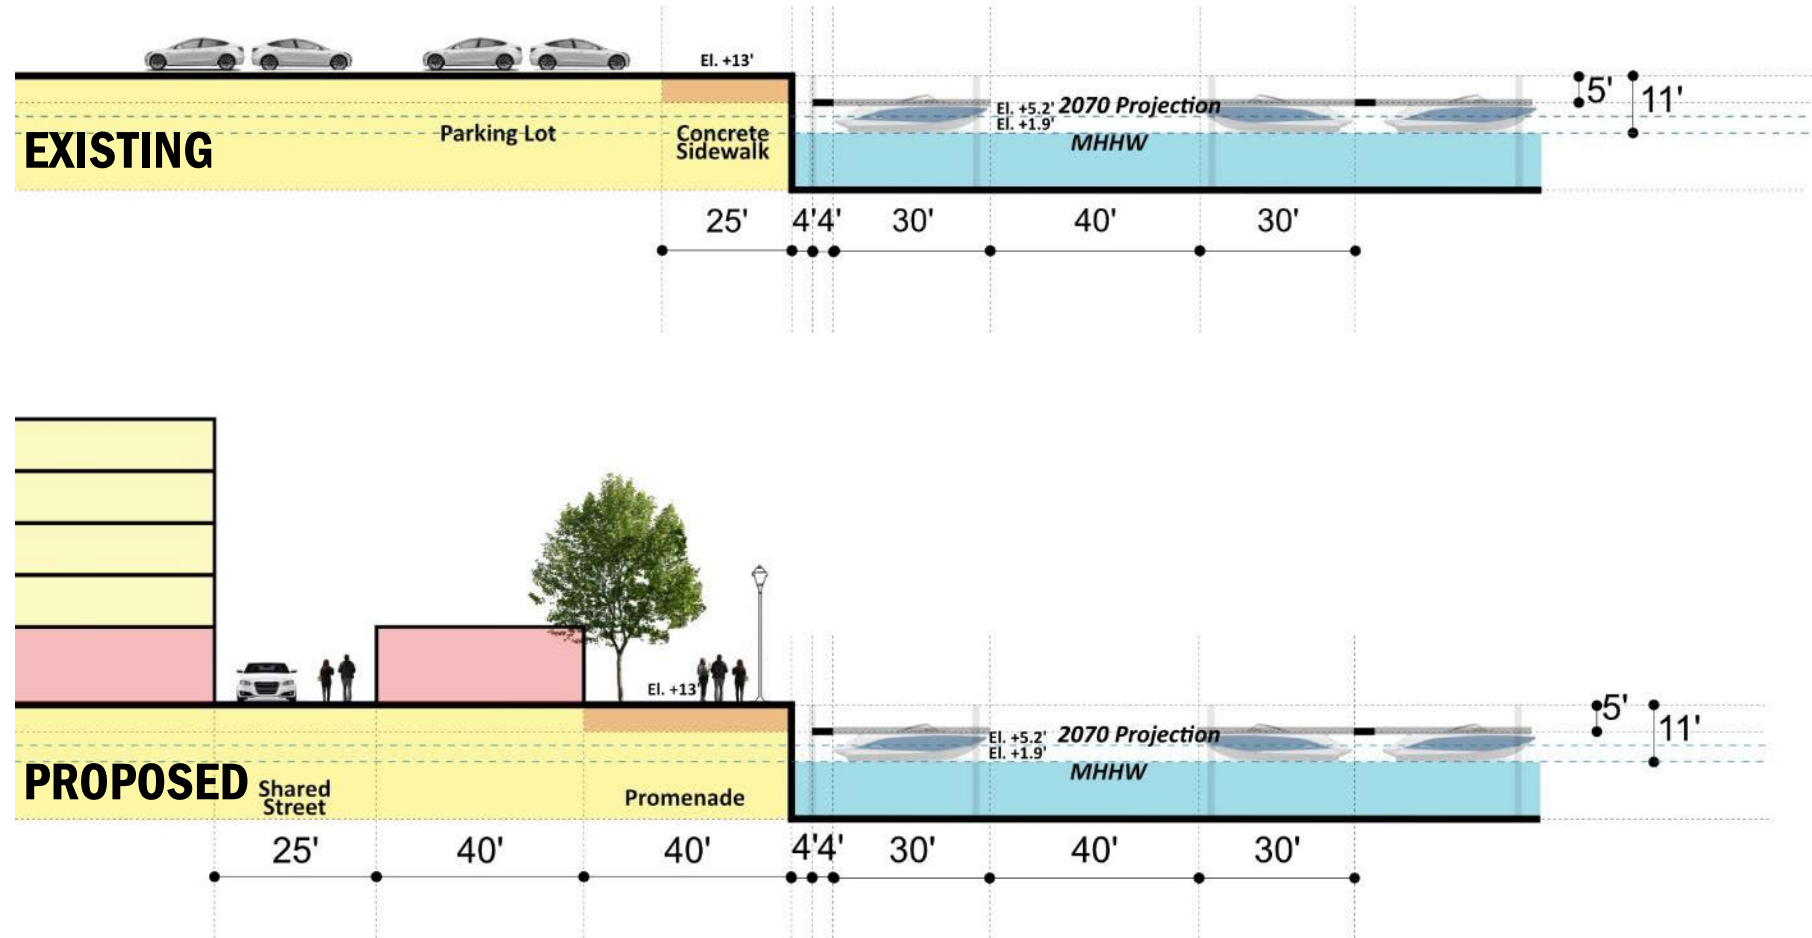 El. +13'
5'
11'
El. +5.2' 2070 Projection
El. +1.9'
MHHW
EXISTING
Parking Lot
Concrete
Sidewalk
25' 4' 4' 30' 40' 30'
El. +13'
5'
11'
El. +5.2' 2070 Projection
El. +1.9'
MHHW
PROPOSED
Shared
Street
Promenade
25' 40' 40' 4' 4' 30' 40' 30'